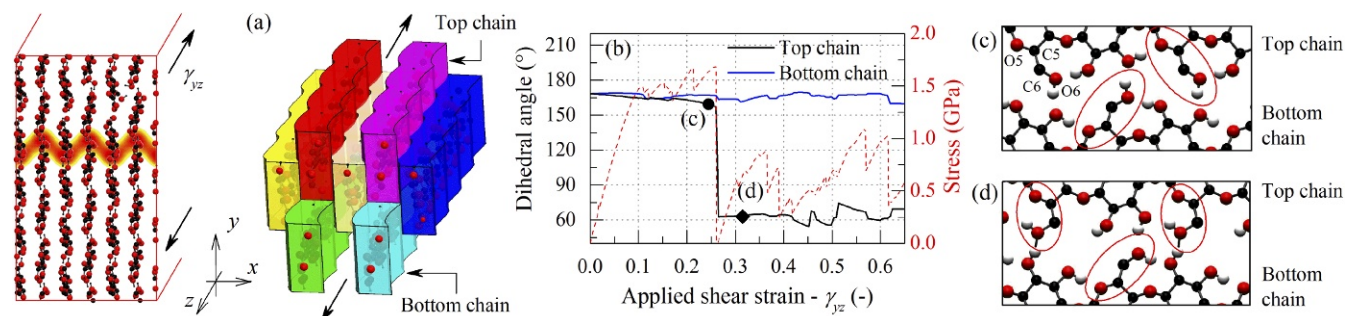 γyz
y
x
z
(a)
Top chain
Bottom chain
(b)
Top chain
Bottom chain
(c)
(d)
Dihedral angle (°)
210
180
150
120
90
60
0.0 0.1 0.2 0.3 0.4 0.5 0.6
Applied shear strain - γyz (-)
2.0
1.5
1.0
0.5
0.0
Stress (GPa)
(c)
O5
C5
C6
O6
Top chain
Bottom
chain
(d)
Top chain
Bottom
chain